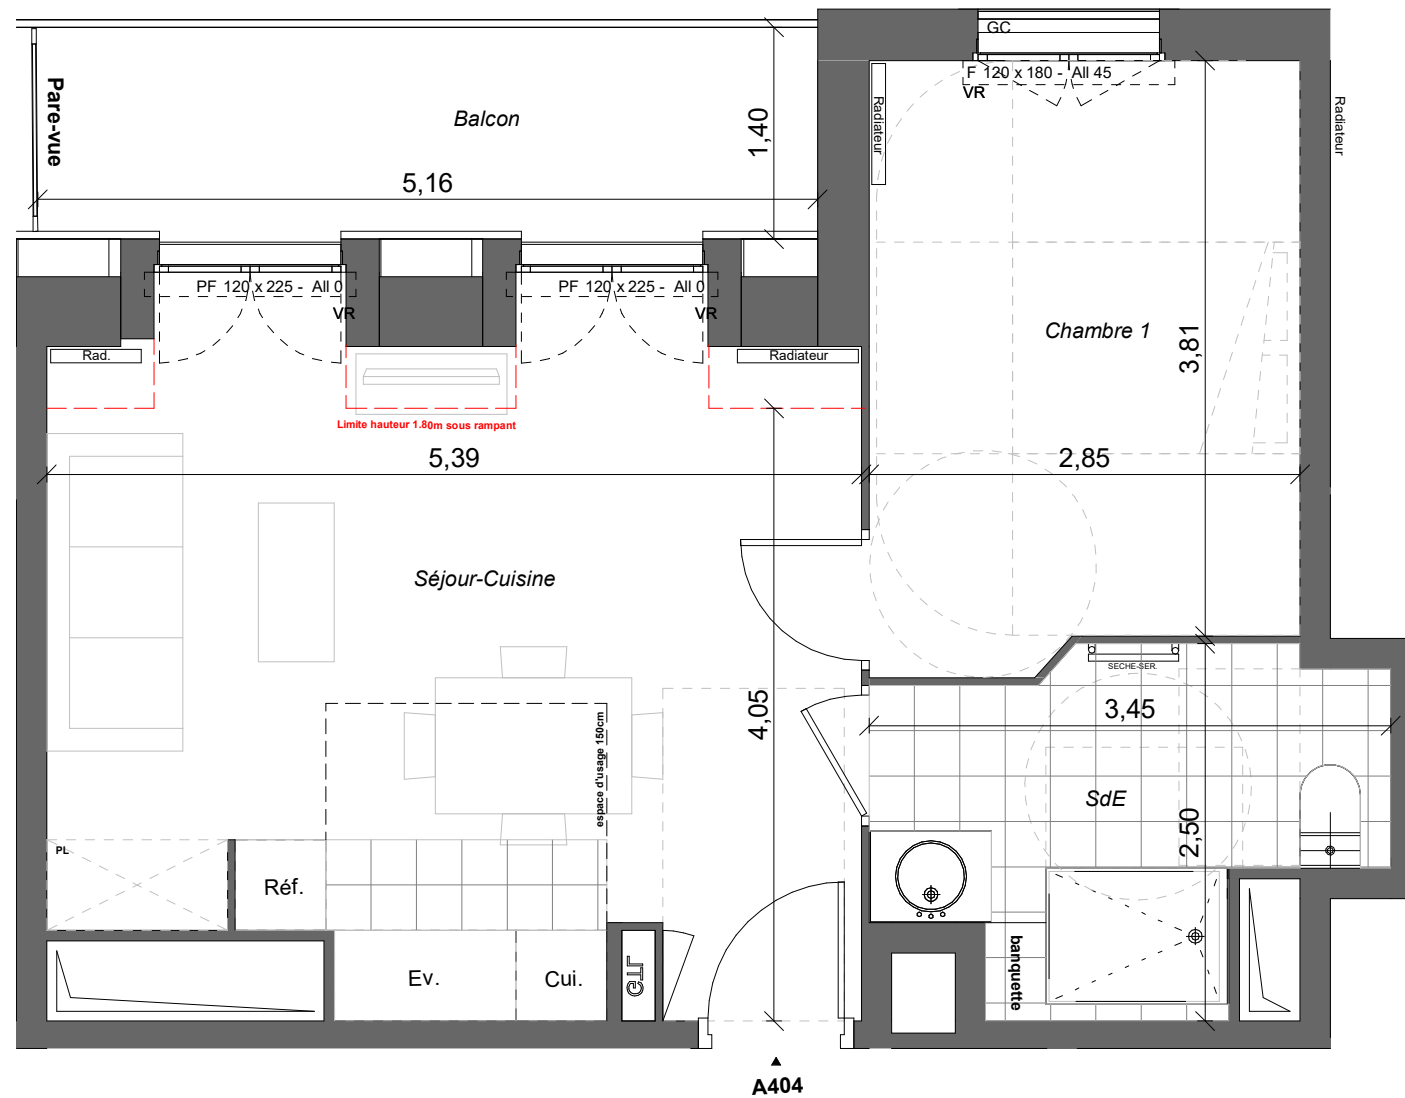 GC
F 120 x 180 - All 45
VR
Radiateur
Radiateur
Pare-vue
Balcon
1,40
5,16
PF 120 x 225 - All 0
VR
PF 120 x 225 - All 0
VR
Rad.
Radiateur
Chambre 1
3,81
Limite hauteur 1.80m sous rampant
5,39
2,85
Séjour-Cuisine
SECHE-SER.
4,05
3,45
espace d'usage 150cm
SdE
2,50
PL
Réf.
Ev.
Cui.
GTL
banquette
A404